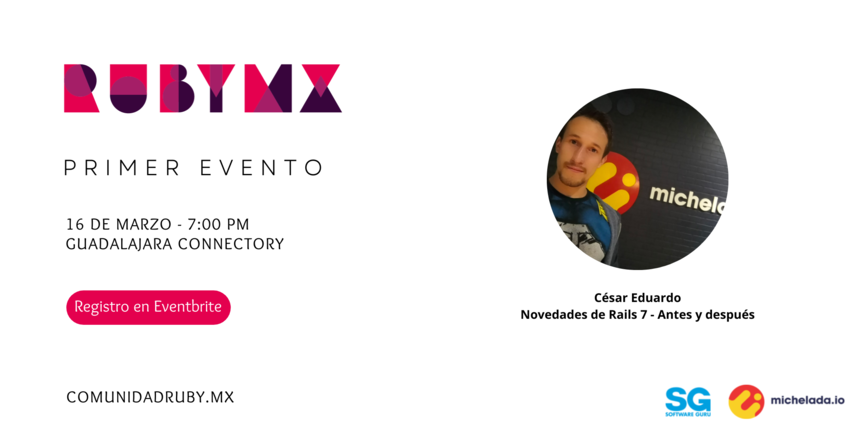 RUBYMX
PRIMER EVENTO
16 DE MARZO - 7:00 PM
GUADALAJARA CONNECTORY
Registro en Eventbrite
COMUNIDADRUBY.MX
michela
César Eduardo
Novedades de Rails 7 - Antes y después
SG
SOFTWARE GURU
michelada.io